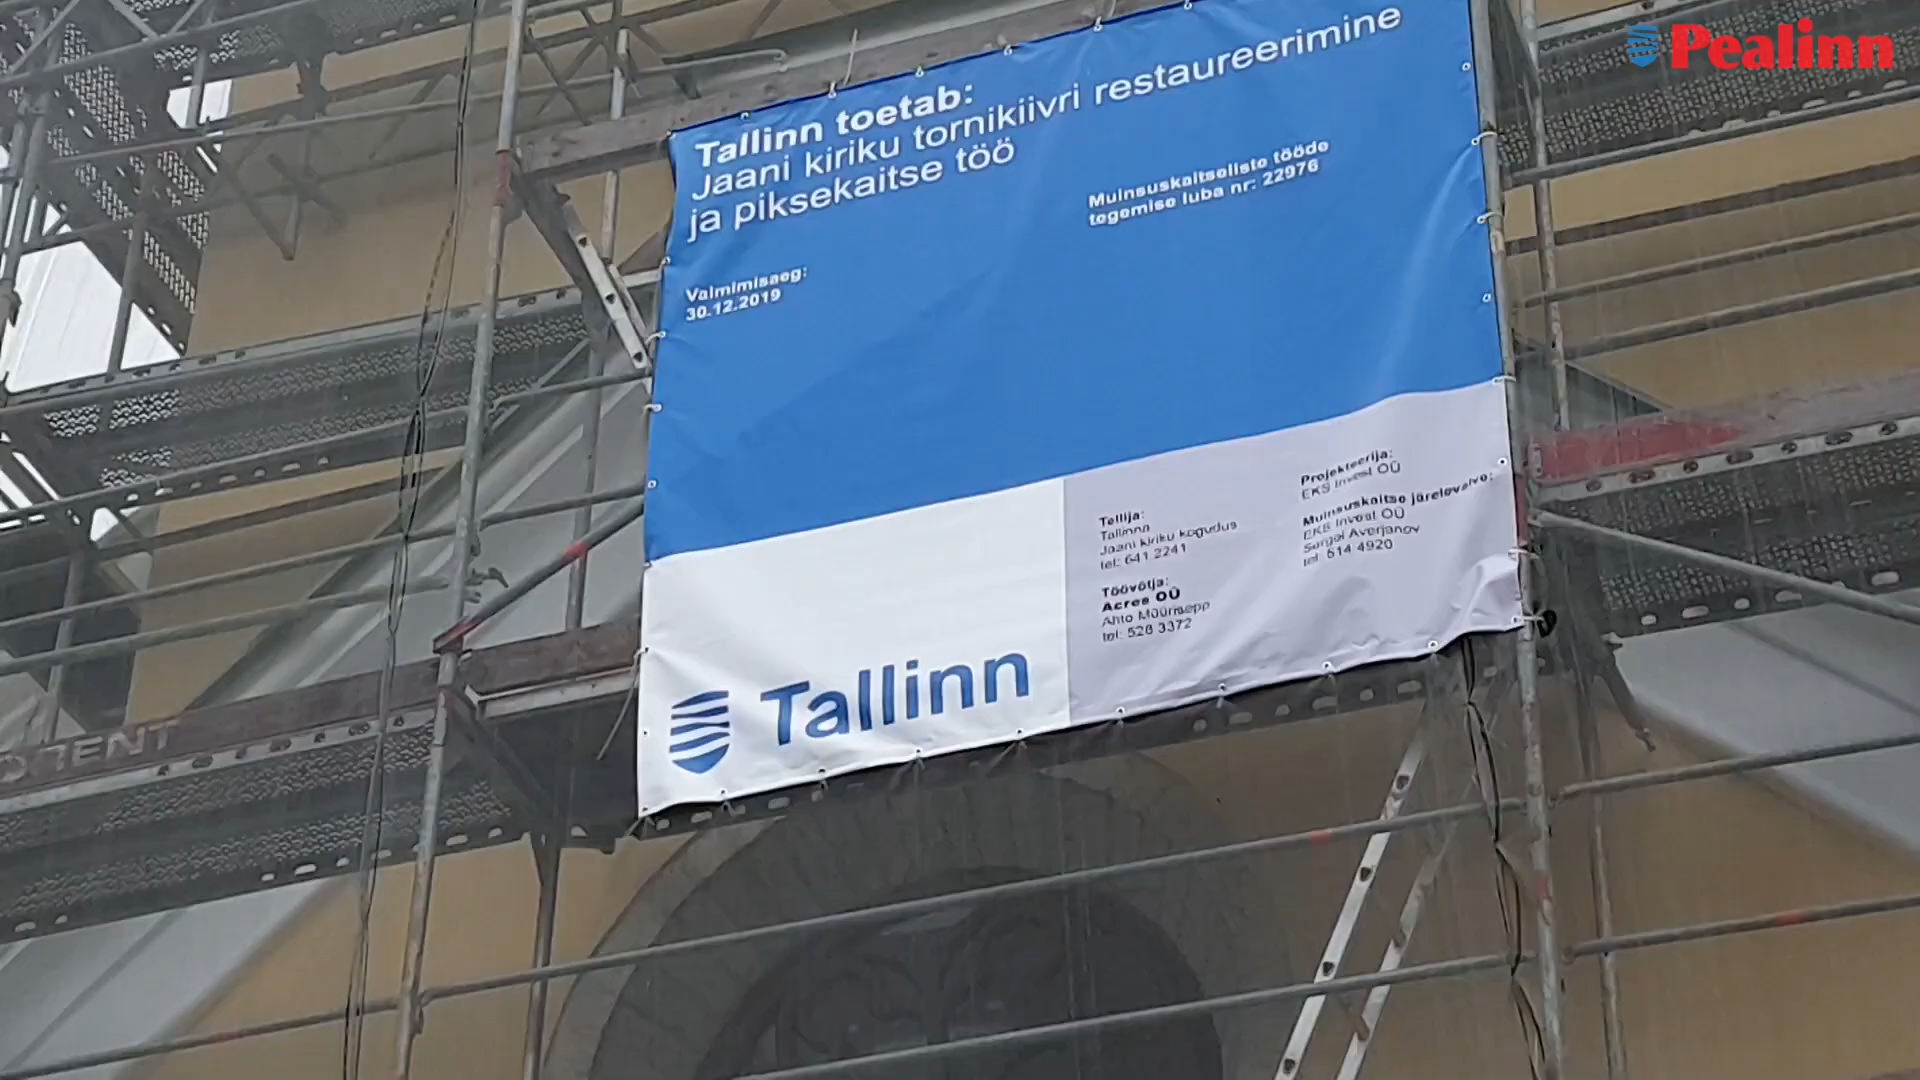 Pealinn
Tallinn toetab:
Jaani kiriku tornikiivri restaureerimine
ja piksekaitse töö
Muinsuskaitseliste tööde
tegemise luba nr: 22976
Valmimisaeg:
30.12.2019
Tellija:
Tallinna
Jaani kiriku kogudus
tel: 641 2241
Töövõtja:
Acres OÜ
Ahto Müürisepp
tel: 528 3372
Projekteerija:
EKS Invest OÜ
Muinsuskaitse järelevalve:
EKS Invest OÜ
Sergei Averjanov
tel: 514 4920
Tallinn